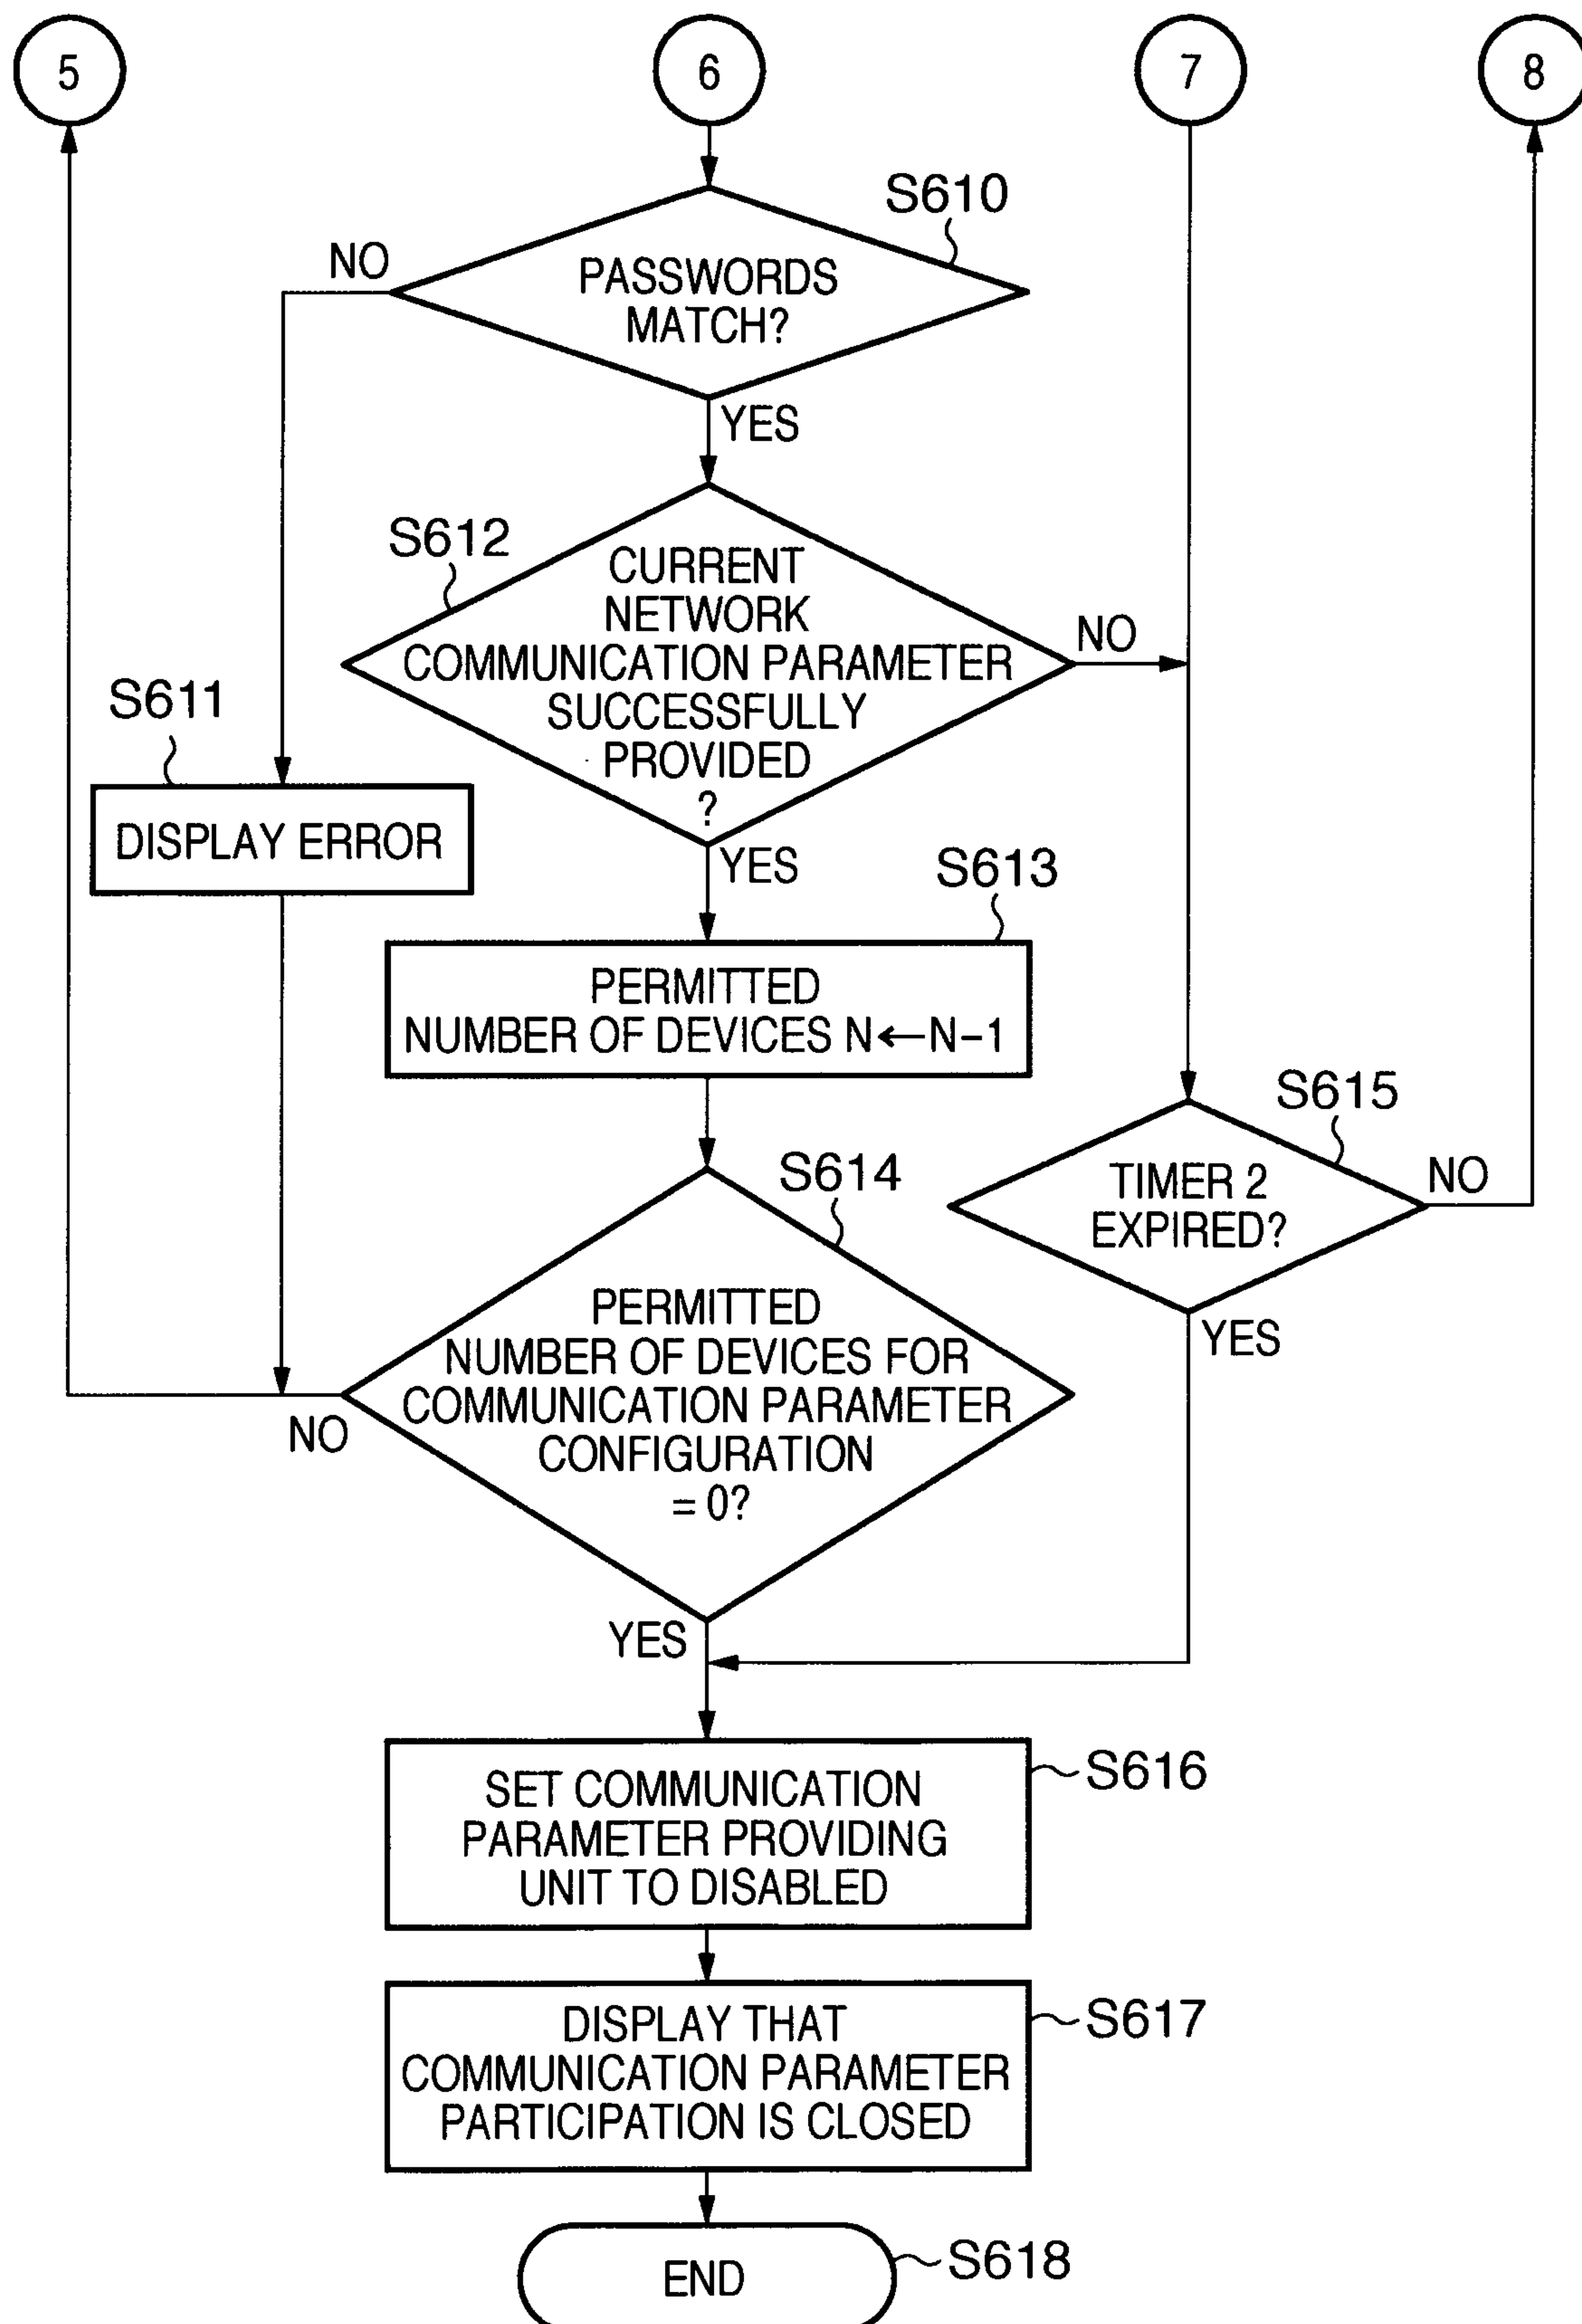 5
6
7
8
S610
NO
PASSWORDS
MATCH?
YES
S612
CURRENT
NETWORK
COMMUNICATION PARAMETER
SUCCESSFULLY
PROVIDED
?
NO
S611
DISPLAY ERROR
YES
S613
PERMITTED
NUMBER OF DEVICES N←N-1
S615
TIMER 2
EXPIRED?
NO
YES
S614
PERMITTED
NUMBER OF DEVICES FOR
COMMUNICATION PARAMETER
CONFIGURATION
= 0?
NO
YES
SET COMMUNICATION
PARAMETER PROVIDING
UNIT TO DISABLED
S616
DISPLAY THAT
COMMUNICATION PARAMETER
PARTICIPATION IS CLOSED
S617
END
S618